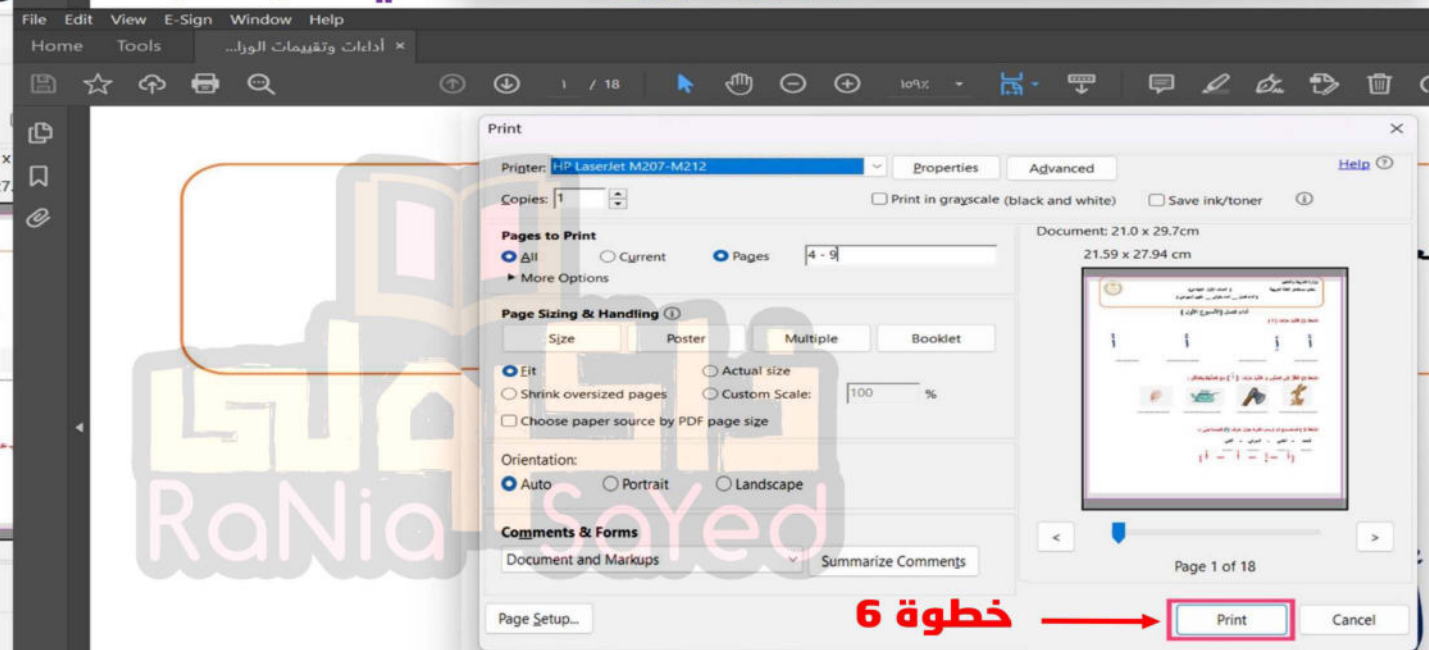 File Edit View E-Sign Window Help
Home Tools أداءات وتقييمات الوزا... ×
١ / 18 ١٠٩٪
Print
Printer: HP LaserJet M207-M212 Properties Advanced Help
Copies: 1 Print in grayscale (black and white) Save ink/toner
Pages to Print
All Current Pages 4 - 9
More Options
Document: 21.0 x 29.7cm
21.59 x 27.94 cm
Page Sizing & Handling
Size Poster Multiple Booklet
Fit Actual size
Shrink oversized pages Custom Scale: 100 %
Choose paper source by PDF page size
Orientation:
Auto Portrait Landscape
Comments & Forms
Document and Markups Summarize Comments
< >
Page 1 of 18
Page Setup...
خطوة 6
Print Cancel
RaNia SaYed